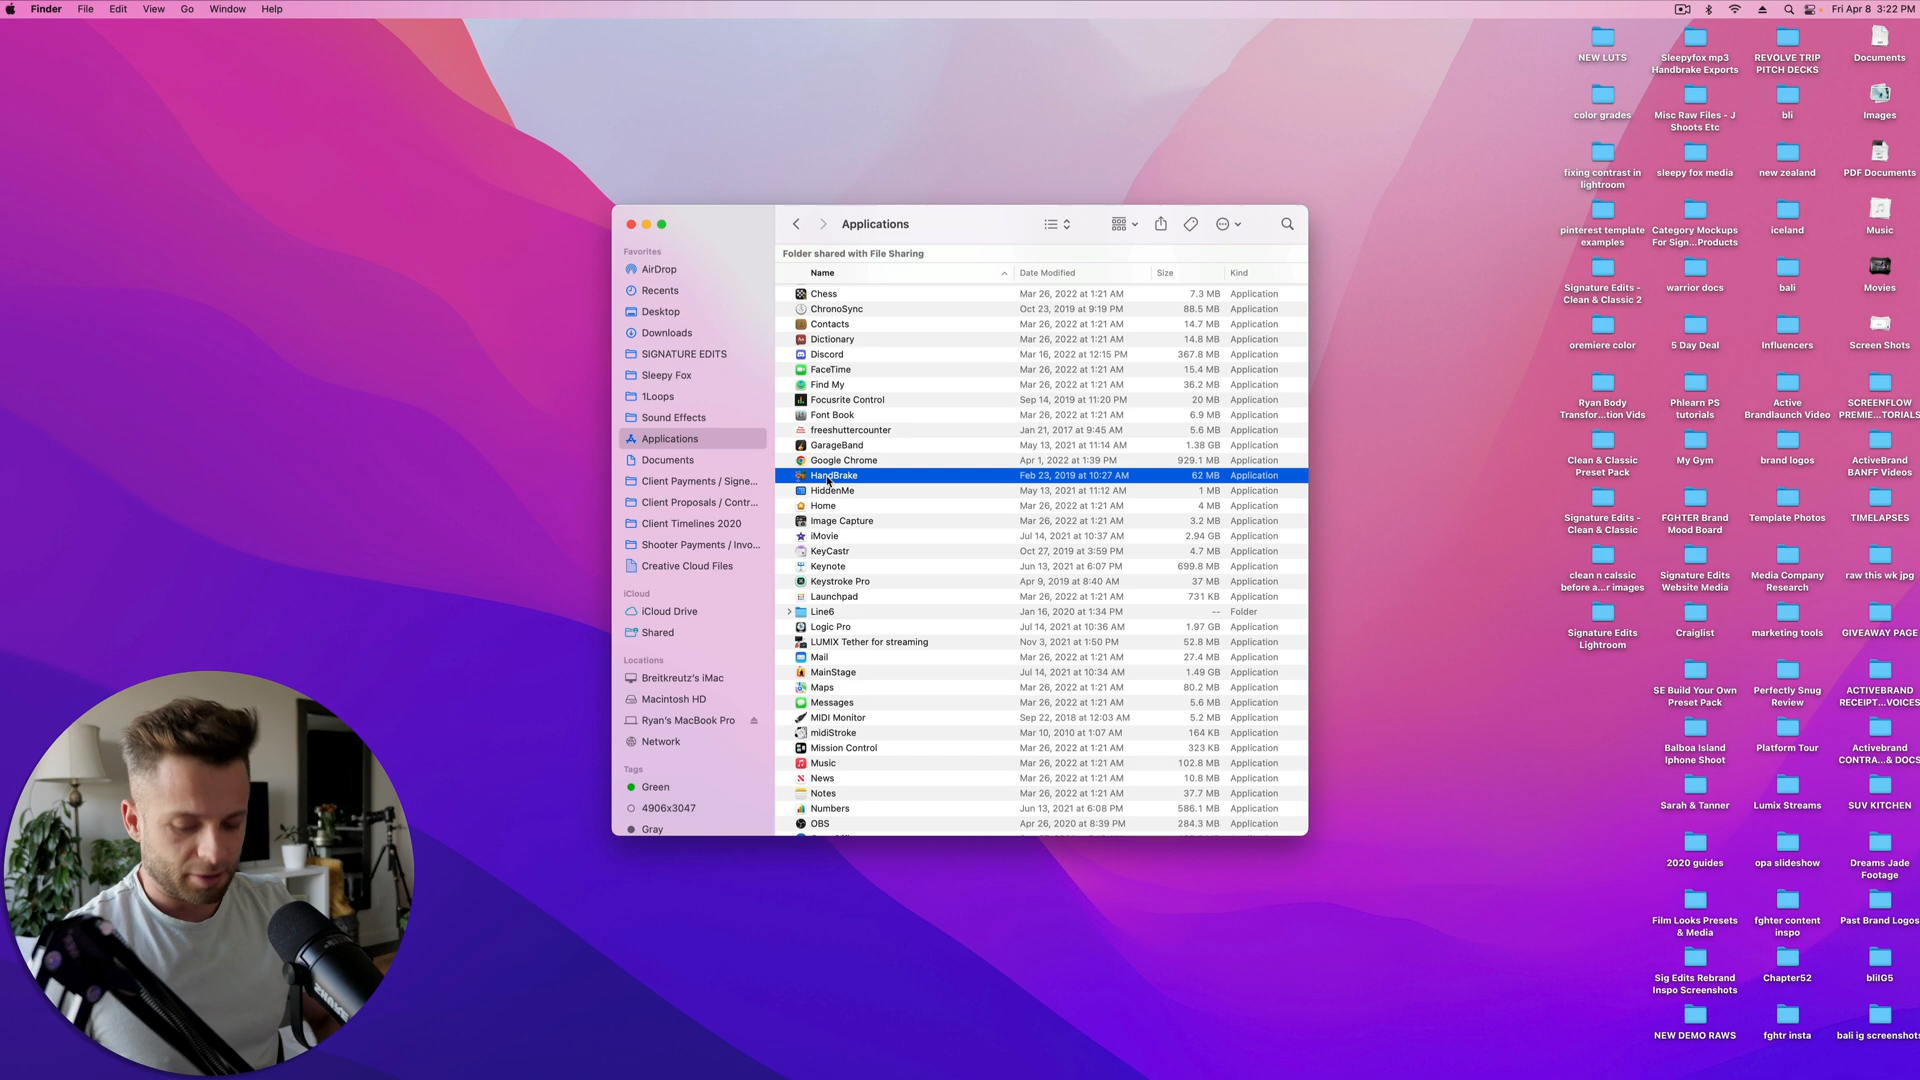 Finder File Edit View Go Window Help
Fri Apr 8 3:22 PM
Applications
Folder shared with File Sharing
Name Date Modified Size Kind
Favorites
AirDrop
Recents
Desktop
Downloads
SIGNATURE EDITS
Sleepy Fox
1Loops
Sound Effects
Applications
Documents
Client Payments / Signe...
Client Proposals / Contr...
Client Timelines 2020
Shooter Payments / Invo...
Creative Cloud Files
iCloud
iCloud Drive
Shared
Locations
Breitkreutz's iMac
Macintosh HD
Ryan's MacBook Pro
Network
Tags
Green
4906x3047
Gray
Chess Mar 26, 2022 at 1:21 AM 7.3 MB Application
ChronoSync Oct 23, 2019 at 9:19 PM 88.5 MB Application
Contacts Mar 26, 2022 at 1:21 AM 14.7 MB Application
Dictionary Mar 26, 2022 at 1:21 AM 14.8 MB Application
Discord Mar 16, 2022 at 12:15 PM 367.8 MB Application
FaceTime Mar 26, 2022 at 1:21 AM 15.4 MB Application
Find My Mar 26, 2022 at 1:21 AM 36.2 MB Application
Focusrite Control Sep 14, 2019 at 11:20 PM 20 MB Application
Font Book Mar 26, 2022 at 1:21 AM 6.9 MB Application
freeshuttercounter Jan 21, 2017 at 9:45 AM 5.6 MB Application
GarageBand May 13, 2021 at 11:14 AM 1.38 GB Application
Google Chrome Apr 1, 2022 at 1:39 PM 929.1 MB Application
HandBrake Feb 23, 2019 at 10:27 AM 62 MB Application
HiddenMe May 13, 2021 at 11:12 AM 1 MB Application
Home Mar 26, 2022 at 1:21 AM 4 MB Application
Image Capture Mar 26, 2022 at 1:21 AM 3.2 MB Application
iMovie Jul 14, 2021 at 10:37 AM 2.94 GB Application
KeyCastr Oct 27, 2019 at 3:59 PM 4.7 MB Application
Keynote Jun 13, 2021 at 6:07 PM 699.8 MB Application
Keystroke Pro Apr 9, 2019 at 8:40 AM 37 MB Application
Launchpad Mar 26, 2022 at 1:21 AM 731 KB Application
Line6 Jan 16, 2020 at 1:34 PM -- Folder
Logic Pro Jul 14, 2021 at 10:36 AM 1.97 GB Application
LUMIX Tether for streaming Nov 3, 2021 at 1:50 PM 52.8 MB Application
Mail Mar 26, 2022 at 1:21 AM 27.4 MB Application
MainStage Jul 14, 2021 at 10:34 AM 1.49 GB Application
Maps Mar 26, 2022 at 1:21 AM 80.2 MB Application
Messages Mar 26, 2022 at 1:21 AM 5.6 MB Application
MIDI Monitor Sep 22, 2018 at 12:03 AM 5.2 MB Application
midiStroke Mar 10, 2010 at 1:07 AM 164 KB Application
Mission Control Mar 26, 2022 at 1:21 AM 323 KB Application
Music Mar 26, 2022 at 1:21 AM 102.8 MB Application
News Mar 26, 2022 at 1:21 AM 10.8 MB Application
Notes Mar 26, 2022 at 1:21 AM 37.7 MB Application
Numbers Jun 13, 2021 at 6:08 PM 586.1 MB Application
OBS Apr 26, 2020 at 8:39 PM 284.3 MB Application
NEW LUTS
color grades
fixing contrast in
lightroom
pinterest template
examples
Signature Edits -
Clean & Classic 2
oremiere color
Ryan Body
Transfor...tion Vids
Clean & Classic
Preset Pack
Signature Edits -
Clean & Classic
clean n calssic
before a...r images
Signature Edits
Lightroom
Sleepyfox mp3
Handbrake Exports
Misc Raw Files - J
Shoots Etc
sleepy fox media
Category Mockups
For Sign...Products
warrior docs
5 Day Deal
Phlearn PS
tutorials
My Gym
FGHTER Brand
Mood Board
Signature Edits
Website Media
Craiglist
SE Build Your Own
Preset Pack
Balboa Island
Iphone Shoot
Sarah & Tanner
2020 guides
Film Looks Presets
& Media
Sig Edits Rebrand
Inspo Screenshots
NEW DEMO RAWS
REVOLVE TRIP
PITCH DECKS
bli
new zealand
iceland
bali
Influencers
Active
Brandlaunch Video
brand logos
Template Photos
Media Company
Research
marketing tools
Perfectly Snug
Review
Platform Tour
Lumix Streams
opa slideshow
fghter content
inspo
Chapter52
fghtr insta
Documents
Images
PDF Documents
Music
Movies
Screen Shots
SCREENFLOW
PREMIE...TORIALS
ActiveBrand
BANFF Videos
TIMELAPSES
raw this wk jpg
GIVEAWAY PAGE
ACTIVEBRAND
RECEIPT...VOICES
Activebrand
CONTRA...& DOCS
SUV KITCHEN
Dreams Jade
Footage
Past Brand Logos
bliIG5
bali ig screenshots